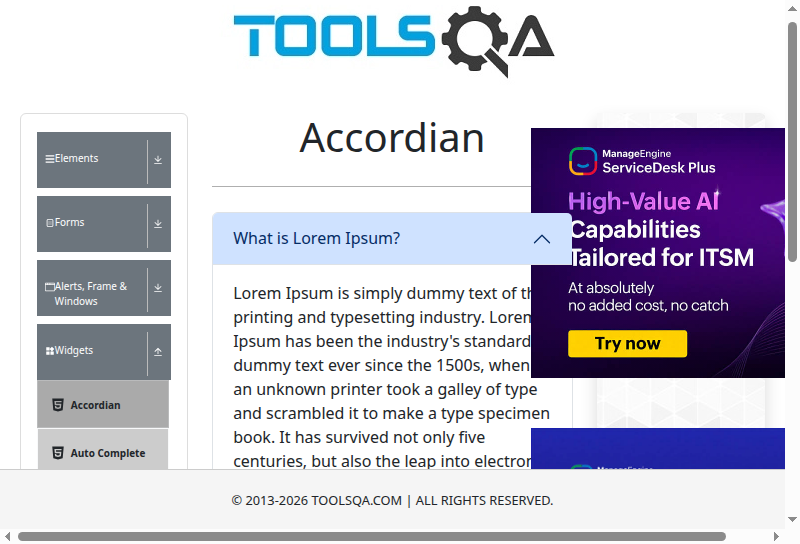 TOOLSQA
Accordian
Elements
Forms
Alerts, Frame &
Windows
Widgets
Accordian
Auto Complete
What is Lorem Ipsum?
Lorem Ipsum is simply dummy text of
printing and typesetting industry. Lorem
Ipsum has been the industry's standard
dummy text ever since the 1500s, when
an unknown printer took a galley of type
and scrambled it to make a type specimen
book. It has survived not only five
centuries, but also the leap into
ManageEngine
ServiceDesk Plus
High-Value AI
Capabilities
Tailored for ITSM
At absolutely
no added cost, no catch
Try now
© 2013-2026 TOOLSQA.COM | ALL RIGHTS RESERVED.